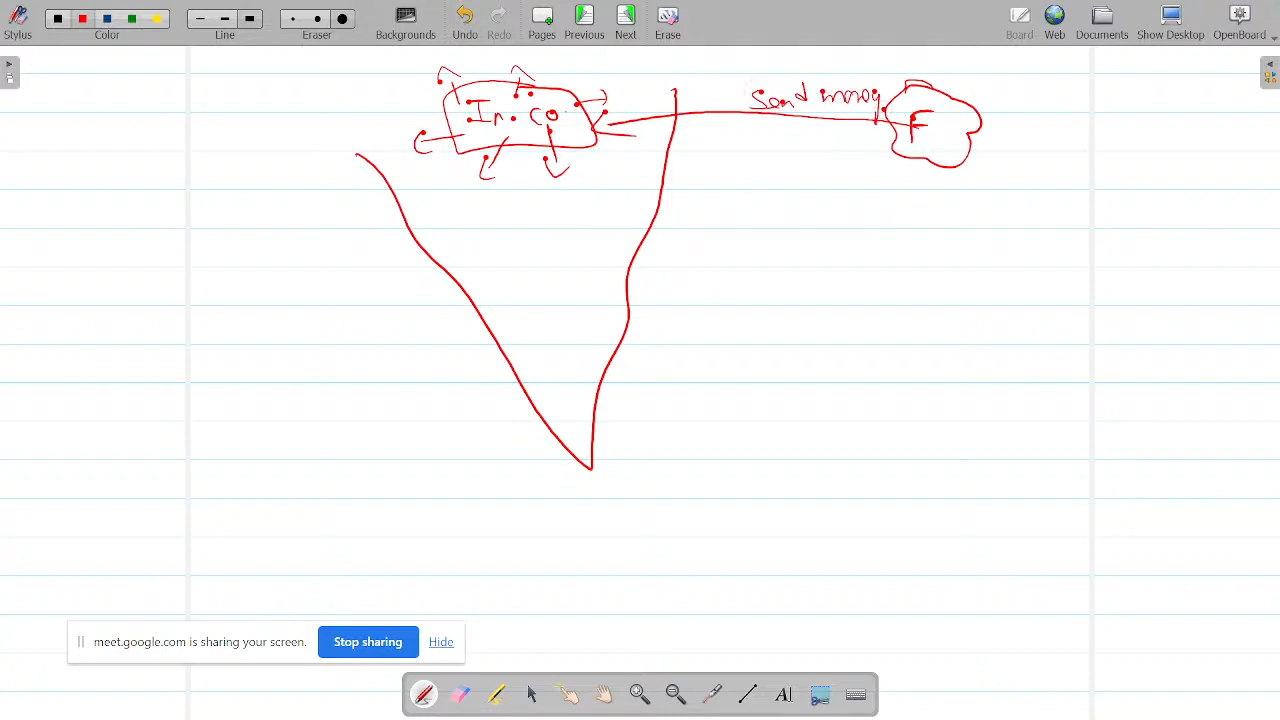 Stylus
Color
Line
Eraser
Backgrounds
Undo
Redo
Pages
Previous
Next
Erase
Board
Web
Documents
Show Desktop
OpenBoard
Send money
In co
F
meet.google.com is sharing your screen.
Stop sharing
Hide
A